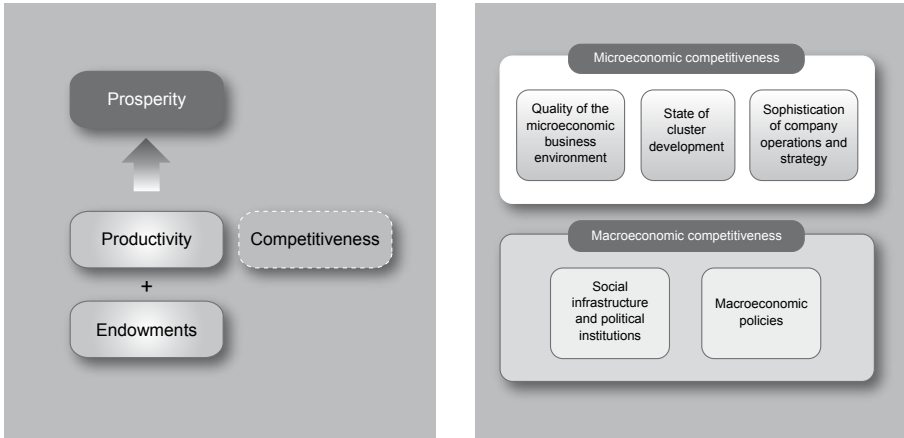 Prosperity
Productivity
Competitiveness
+
Endowments
Microeconomic competitiveness
Quality of the
microeconomic
business
environment
State of
cluster
development
Sophistication
of company
operations and
strategy
Macroeconomic competitiveness
Social
infrastructure
and political
institutions
Macroeconomic
policies